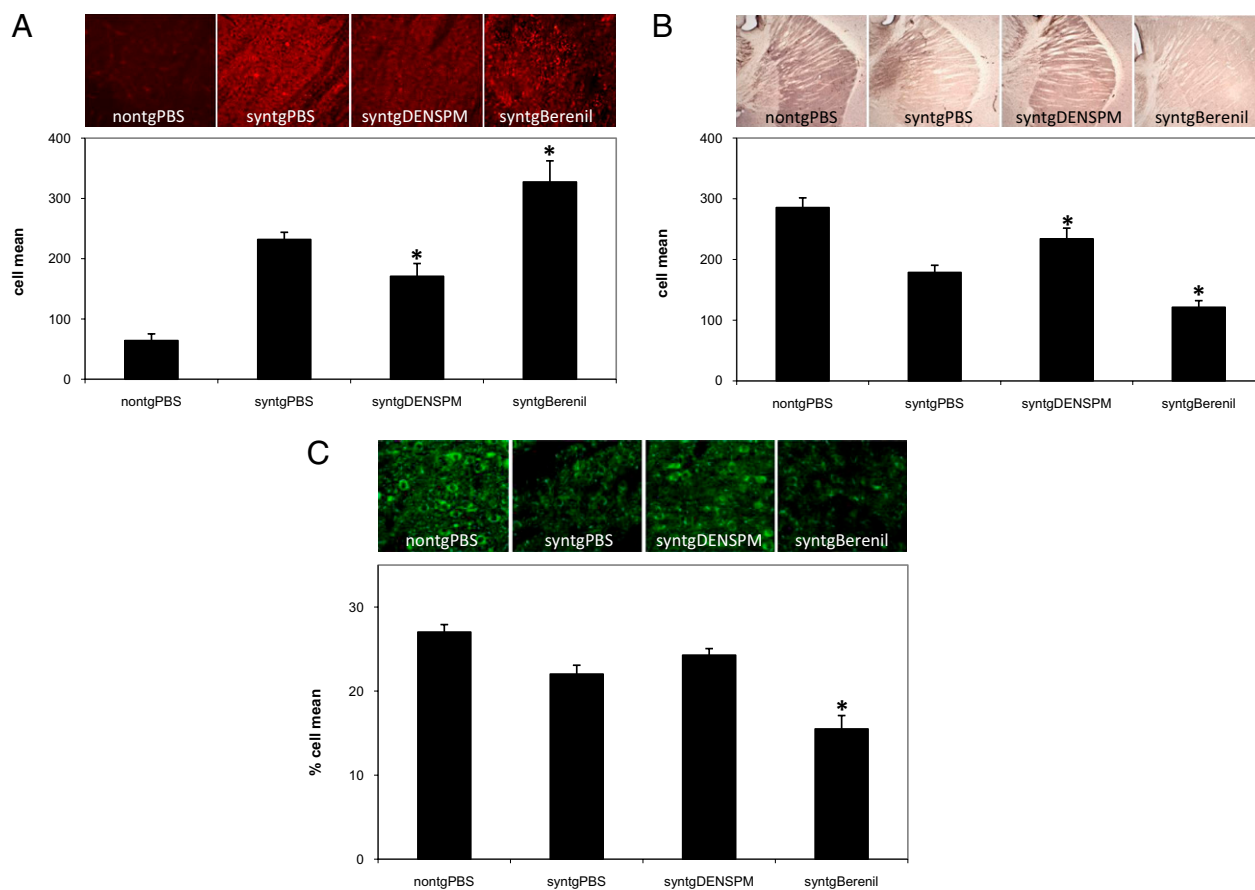 A
nontgPBS syntgPBS syntgDENSPM syntgBerenil
400
300
200
100
0
cell mean
*
*
nontgPBS syntgPBS syntgDENSPM syntgBerenil
B
nontgPBS syntgPBS syntgDENSPM syntgBerenil
400
300
200
100
0
cell mean
*
*
nontgPBS syntgPBS syntgDENSPM syntgBerenil
C
nontgPBS syntgPBS syntgDENSPM syntgBerenil
30
20
10
0
% cell mean
*
nontgPBS syntgPBS syntgDENSPM syntgBerenil